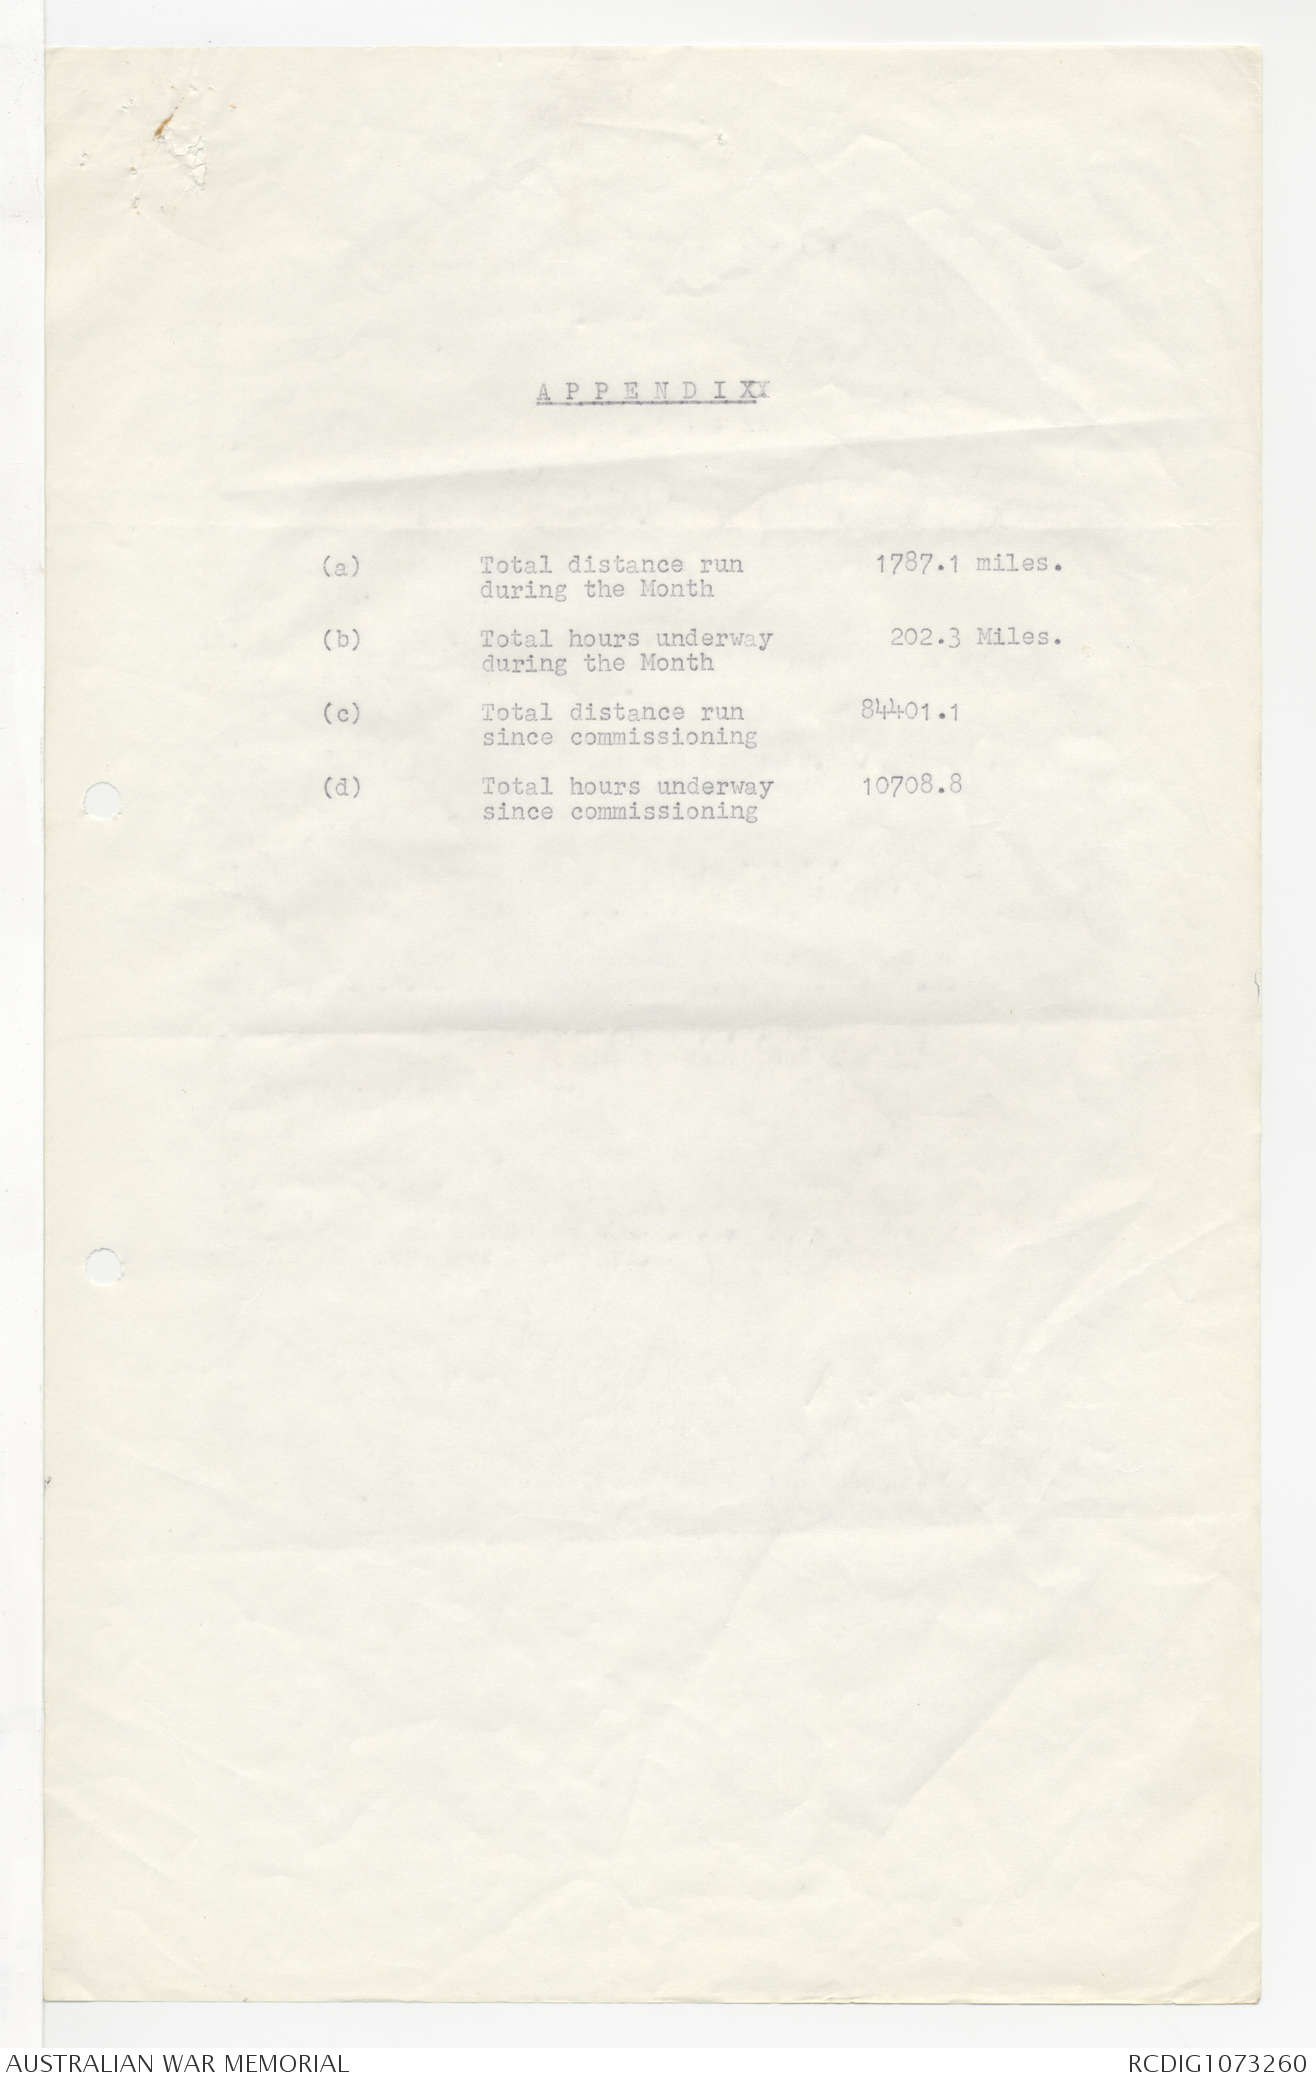 A P P E N D I XX
(a) Total distance run 1787.1 miles.
during the Month
(b) Total hours underway 202.3 Miles.
during the Month
(c) Total distance run 84401.1
since commissioning
(d) Total hours underway 10708.8
since commissioning
AUSTRALIAN WAR MEMORIAL RCDIG1073260